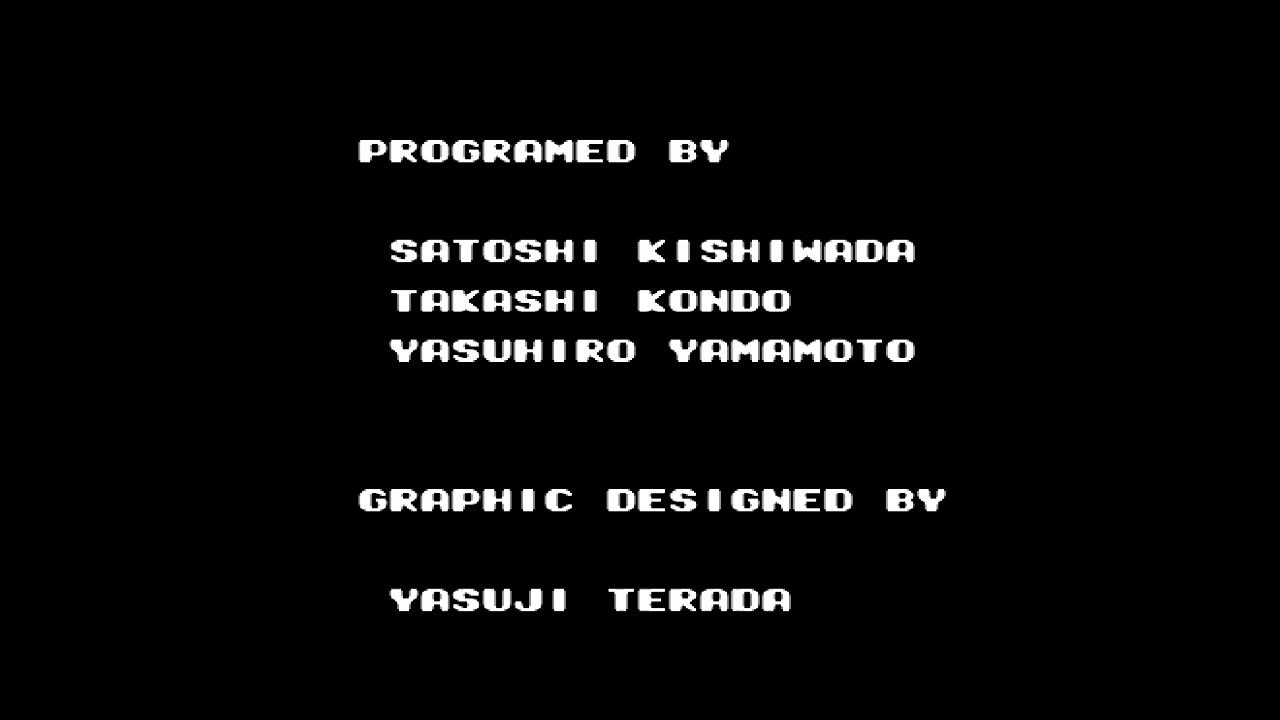 PROGRAMED BY
SATOSHI KISHIWADA
TAKASHI KONDO
YASUHIRO YAMAMOTO
GRAPHIC DESIGNED BY
YASUJI TERADA